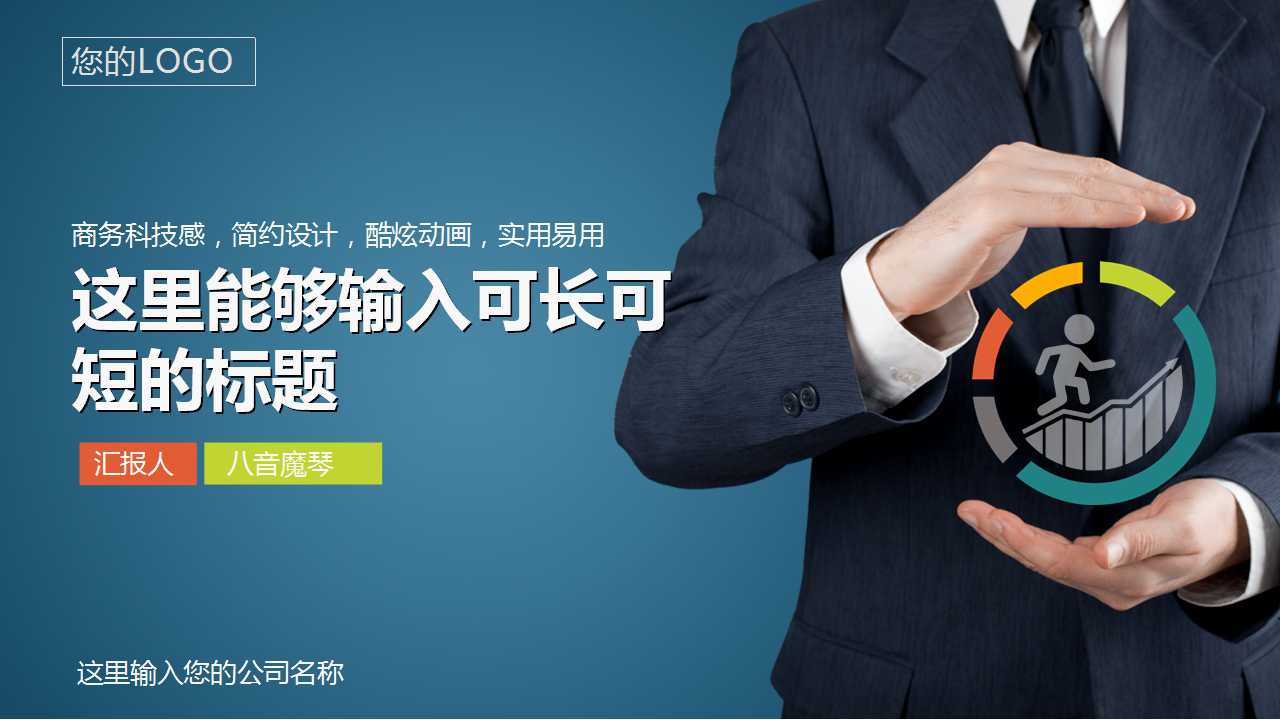 您的LOGO
商务科技感，简约设计，酷炫动画，实用易用
这里能够输入可长可
短的标题
汇报人 八音魔琴
这里输入您的公司名称